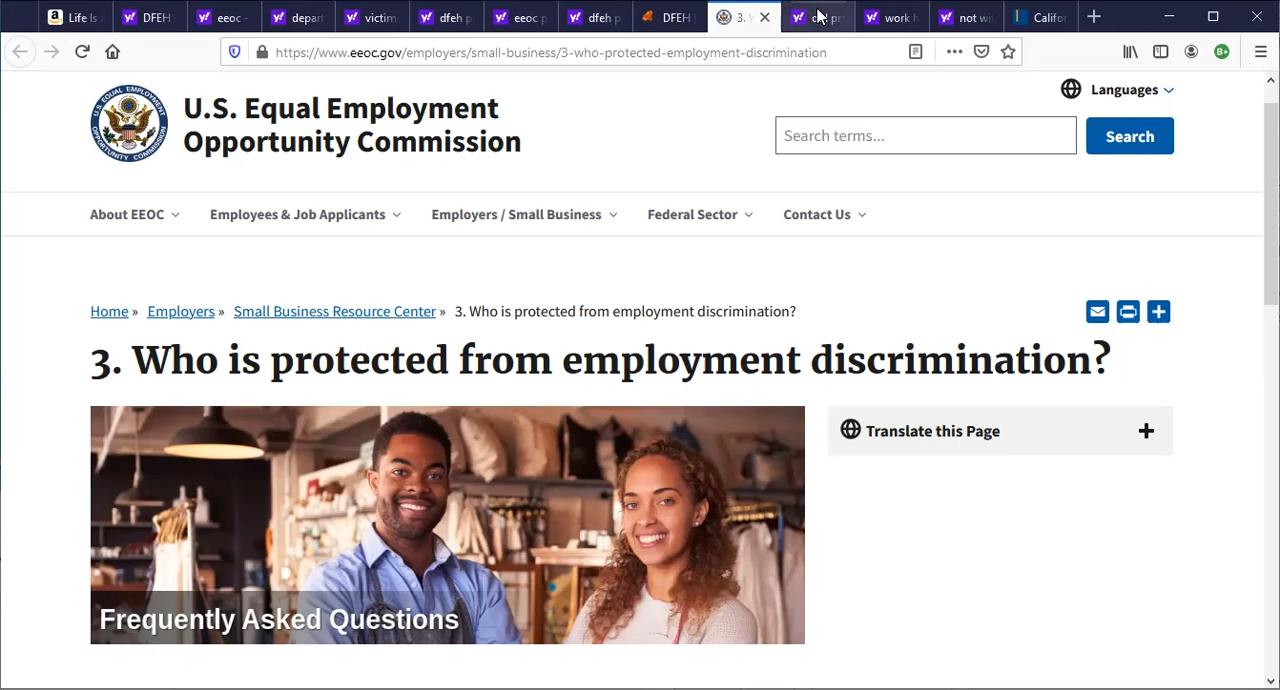 Life Is
DFEH
eeoc -
depart
victim
dfeh p
eeoc p
dfeh p
DFEH |
3.
work h
not wi
Califor
https://www.eeoc.gov/employers/small-business/3-who-protected-employment-discrimination
Languages
U.S. Equal Employment
Opportunity Commission
Search terms...
Search
About EEOC
Employees & Job Applicants
Employers / Small Business
Federal Sector
Contact Us
Home » Employers » Small Business Resource Center » 3. Who is protected from employment discrimination?
3. Who is protected from employment discrimination?
Translate this Page
Frequently Asked Questions